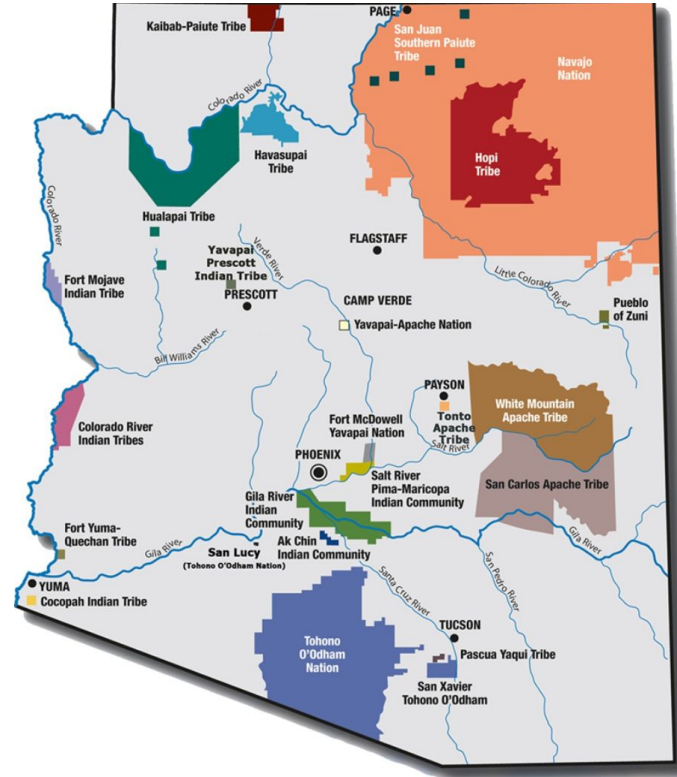 Kaibab-Paiute Tribe
PAGE
San Juan
Southern Paiute
Tribe
Navajo
Nation
Colorado River
Havasupai
Tribe
Hopi
Tribe
Colorado River
Hualapai Tribe
Yavapai
Prescott
Indian Tribe
Verde River
FLAGSTAFF
Fort Mojave
Indian Tribe
PRESCOTT
Little Colorado River
CAMP VERDE
Yavapai-Apache Nation
Pueblo
of Zuni
Bill Williams River
PAYSON
Tonto
Apache
Tribe
White Mountain
Apache Tribe
Colorado River
Indian Tribes
Fort McDowell
Yavapai Nation
Salt River
PHOENIX
Salt River
Pima-Maricopa
Indian Community
San Carlos Apache Tribe
Gila River
Indian
Community
Fort Yuma-
Quechan Tribe
Gila River
San Lucy
(Tohono O'Odham Nation)
Ak Chin
Indian Community
Gila River
YUMA
Cocopah Indian Tribe
Santa Cruz River
San Pedro River
TUCSON
Tohono
O'Odham
Nation
Pascua Yaqui Tribe
San Xavier
Tohono O'Odham